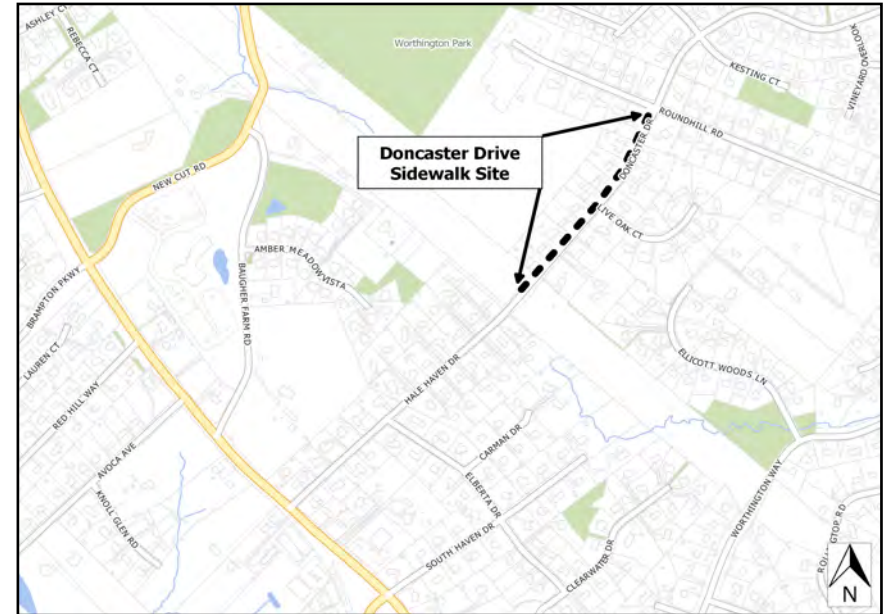 ASHLEY CT
REBECCA CT
Worthington Park
KESTING CT
VINEYARD OVERLOOK
ROUNDHILL RD
DONCASTER DR
Doncaster Drive
Sidewalk Site
NEW CUT RD
LIVE OAK CT
AMBER MEADOW VISTA
BAUGHER FARM RD
BRAMPTON PKWY
LAUREN CT
RED HILL WAY
HALE HAVEN DR
ELLICOTT WOODS LN
AVOCA AVE
CARMAN DR
ELBERTA DR
KNOLL GLEN RD
SOUTH HAVEN DR
CLEARWATER DR
WORTHINGTON WAY
GTOP RD
N